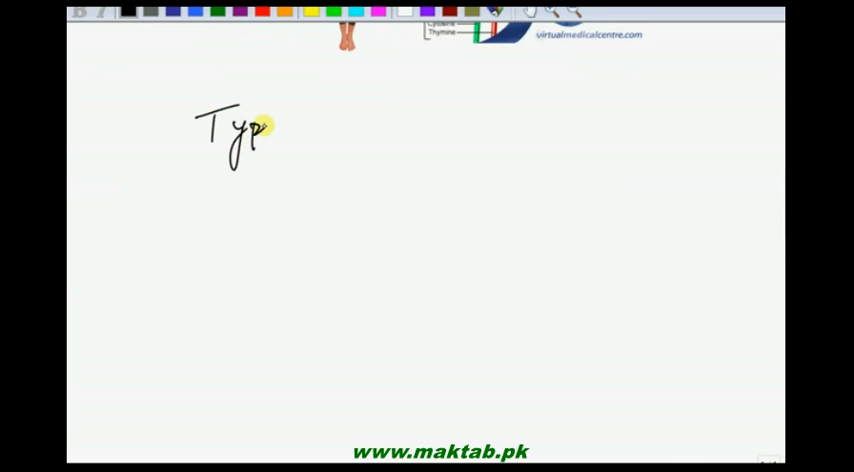 B I
Thymine
virtualmedicalcentre.com
Typ
www.maktab.pk